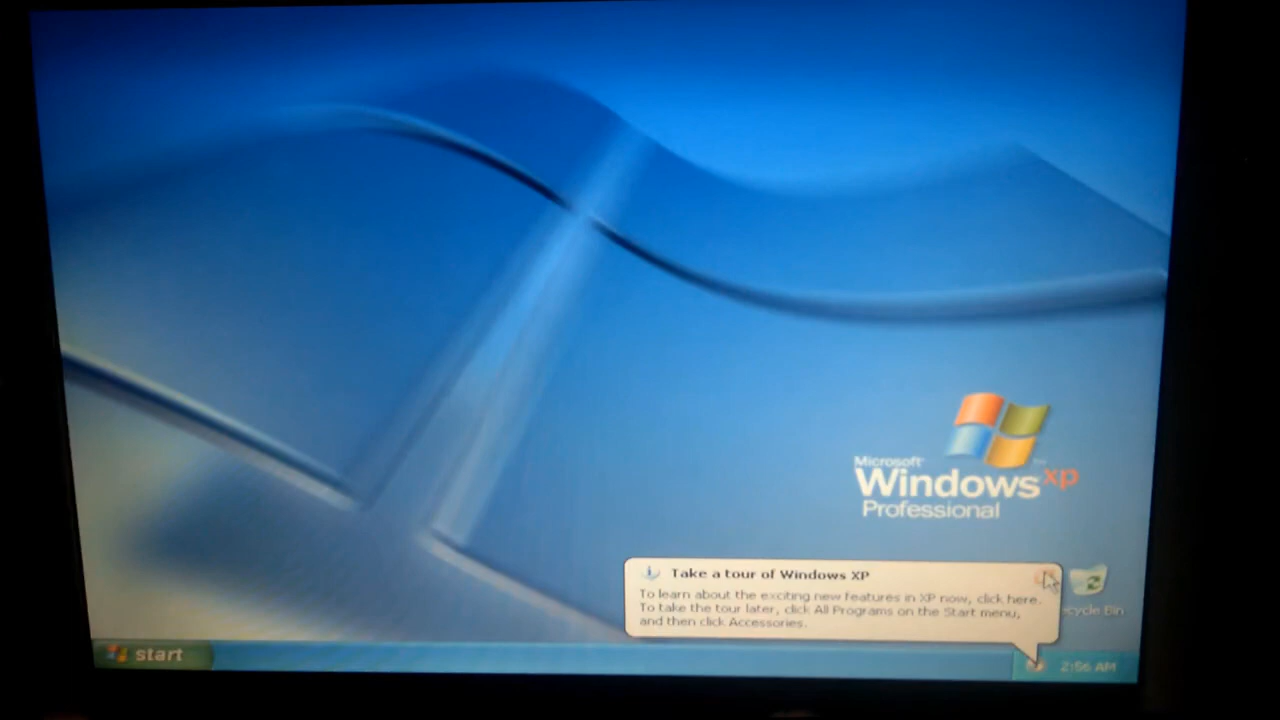 Microsoft
Windows xp
Professional
Take a tour of Windows XP
To learn about the exciting new features in XP now, click here.
To take the tour later, click All Programs on the Start menu,
and then click Accessories.
ecycle Bin
start
2:56 AM